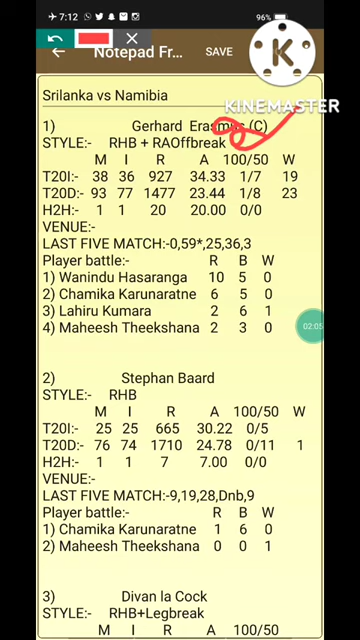 7:12
96%
Notepad Fr... SAVE
K
KINEMASTER
Srilanka vs Namibia
1) Gerhard Erasmus (C)
STYLE:- RHB + RAOffbreak
M I R A 100/50 W
T20I:- 38 36 927 34.33 1/7 19
T20D:- 93 77 1477 23.44 1/8 23
H2H:- 1 1 20 20.00 0/0
VENUE:-
LAST FIVE MATCH:-0,59*,25,36,3
Player battle:- R B W
1) Wanindu Hasaranga 10 5 0
2) Chamika Karunaratne 6 5 0
3) Lahiru Kumara 2 6 1
4) Maheesh Theekshana 2 3 0
02:05
2) Stephan Baard
STYLE:- RHB
M I R A 100/50 W
T20I:- 25 25 665 30.22 0/5
T20D:- 76 74 1710 24.78 0/11 1
H2H:- 1 1 7 7.00 0/0
VENUE:-
LAST FIVE MATCH:-9,19,28,Dnb,9
Player battle:- R B W
1) Chamika Karunaratne 1 6 0
2) Maheesh Theekshana 0 0 1
3) Divan la Cock
STYLE:- RHB+Legbreak
M I R A 100/50